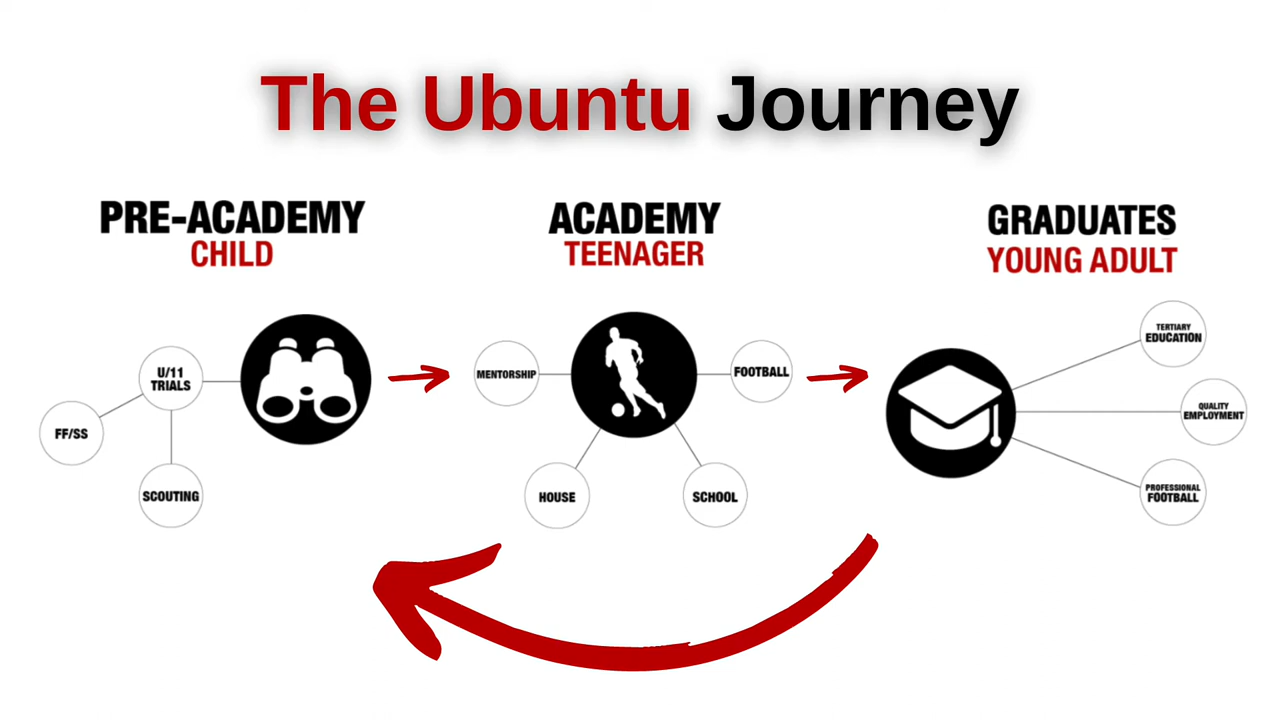 The Ubuntu Journey
PRE-ACADEMY
CHILD
U/11
TRIALS
FF/SS
SCOUTING
ACADEMY
TEENAGER
MENTORSHIP
FOOTBALL
HOUSE
SCHOOL
GRADUATES
YOUNG ADULT
TERTIARY
EDUCATION
QUALITY
EMPLOYMENT
PROFESSIONAL
FOOTBALL